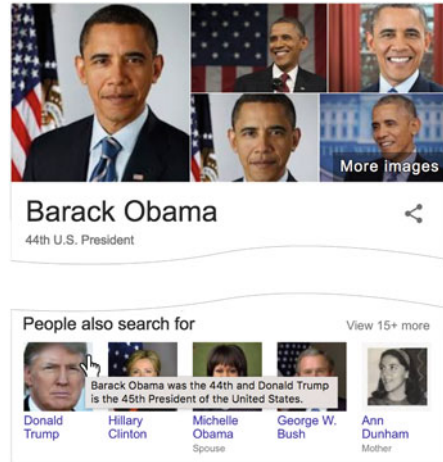 More images
Barack Obama
44th U.S. President
People also search for
View 15+ more
Barack Obama was the 44th and Donald Trump
is the 45th President of the United States.
Donald
Trump
Hillary
Clinton
Michelle
Obama
Spouse
George W.
Bush
Ann
Dunham
Mother